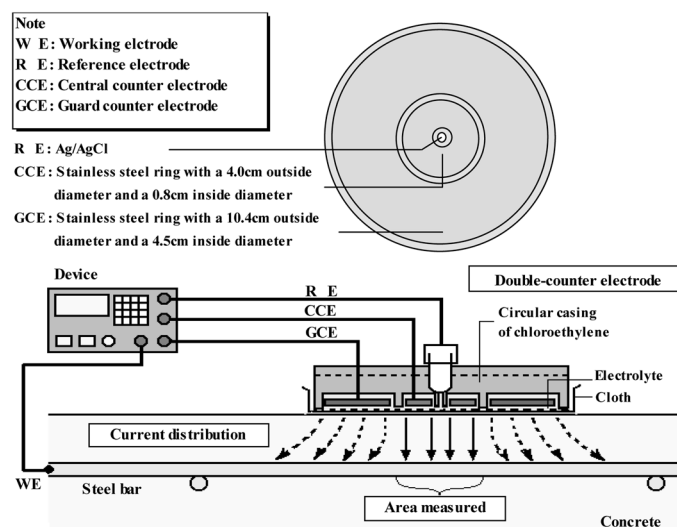 Note
W E: Working elctrode
R E: Reference electrode
CCE: Central counter electrode
GCE: Guard counter electrode
R E: Ag/AgCl
CCE: Stainless steel ring with a 4.0cm outside
diameter and a 0.8cm inside diameter
GCE: Stainless steel ring with a 10.4cm outside
diameter and a 4.5cm inside diameter
Device
Double-counter electrode
R E
CCE
GCE
Circular casing
of chloroethylene
Electrolyte
Cloth
Current distribution
WE
Steel bar
Area measured
Concrete